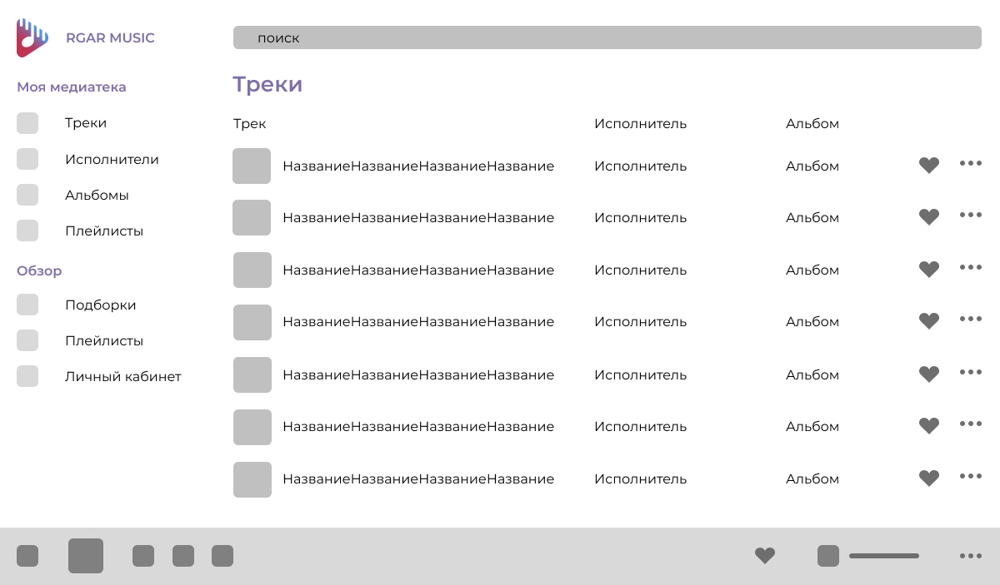 RGAR MUSIC
поиск
Моя медиатека
Треки
Исполнители
Альбомы
Плейлисты
Обзор
Подборки
Плейлисты
Личный кабинет
Треки
Трек Исполнитель Альбом
НазваниеНазваниеНазваниеНазвание Исполнитель Альбом
НазваниеНазваниеНазваниеНазвание Исполнитель Альбом
НазваниеНазваниеНазваниеНазвание Исполнитель Альбом
НазваниеНазваниеНазваниеНазвание Исполнитель Альбом
НазваниеНазваниеНазваниеНазвание Исполнитель Альбом
НазваниеНазваниеНазваниеНазвание Исполнитель Альбом
НазваниеНазваниеНазваниеНазвание Исполнитель Альбом